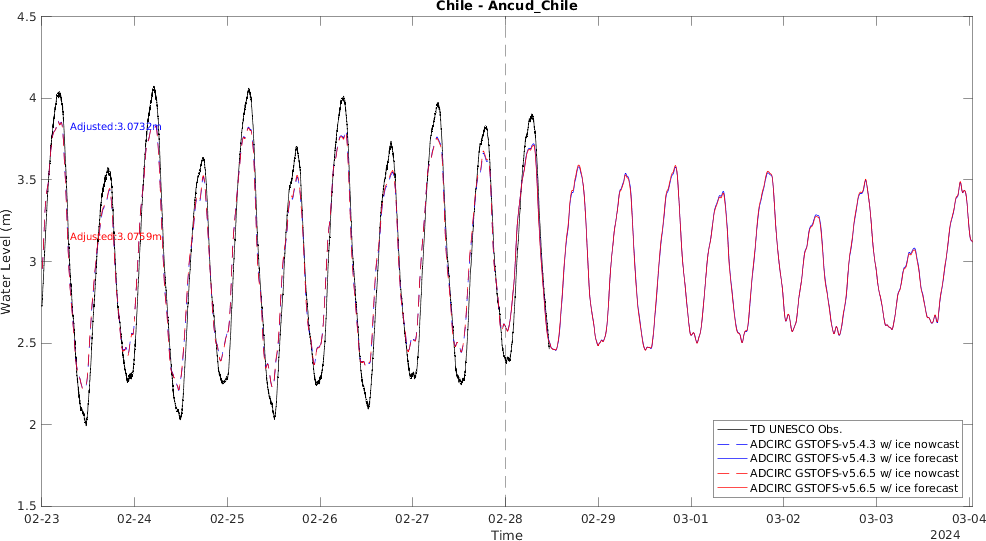 Chile - Ancud_Chile
4.5
4
3.5
3
2.5
2
1.5
Water Level (m)
Adjusted:3.0732m
Adjusted:3.0759m
TD UNESCO Obs.
ADCIRC GSTOFS-v5.4.3 w/ ice nowcast
ADCIRC GSTOFS-v5.4.3 w/ ice forecast
ADCIRC GSTOFS-v5.6.5 w/ ice nowcast
ADCIRC GSTOFS-v5.6.5 w/ ice forecast
02-23 02-24 02-25 02-26 02-27 02-28 02-29 03-01 03-02 03-03 03-04
Time
2024